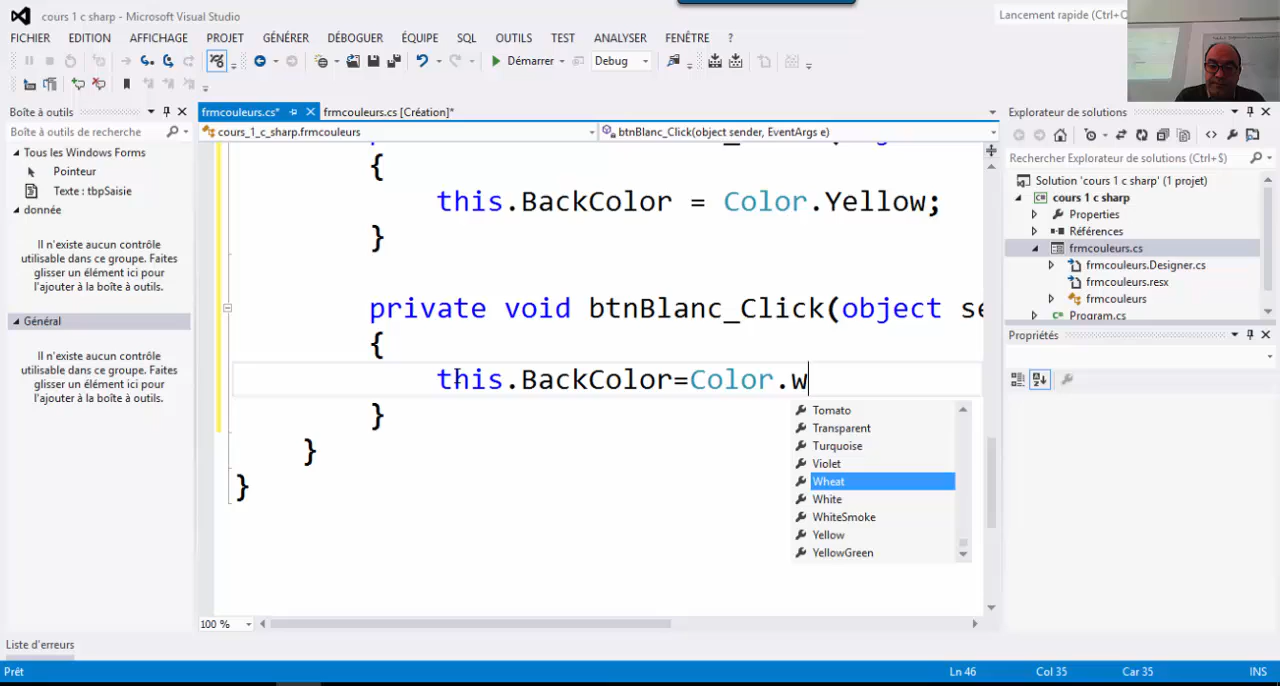 cours 1 c sharp - Microsoft Visual Studio
Lancement rapide (Ctrl+Q
FICHIER EDITION AFFICHAGE PROJET GÉNÉRER DÉBOGUER ÉQUIPE SQL OUTILS TEST ANALYSER FENÊTRE ?
Démarrer Debug
Boîte à outils
frmcouleurs.cs* frmcouleurs.cs [Création]*
Explorateur de solutions
Boîte à outils de recherche
cours_1_c_sharp.frmcouleurs
btnBlanc_Click(object sender, EventArgs e)
Tous les Windows Forms
Pointeur
Texte : tbpSaisie
donnée
Il n'existe aucun contrôle
utilisable dans ce groupe. Faites
glisser un élément ici pour
l'ajouter à la boîte à outils.
Général
Il n'existe aucun contrôle
utilisable dans ce groupe. Faites
glisser un élément ici pour
l'ajouter à la boîte à outils.
{
this.BackColor = Color.Yellow;
}
private void btnBlanc_Click(object se
{
this.BackColor=Color.w
}
}
}
Tomato
Transparent
Turquoise
Violet
Wheat
White
WhiteSmoke
Yellow
YellowGreen
Rechercher Explorateur de solutions (Ctrl+$)
Solution 'cours 1 c sharp' (1 projet)
cours 1 c sharp
Properties
Références
frmcouleurs.cs
frmcouleurs.Designer.cs
frmcouleurs.resx
frmcouleurs
Program.cs
Propriétés
100 %
Liste d'erreurs
Prêt
Ln 46 Col 35 Car 35 INS